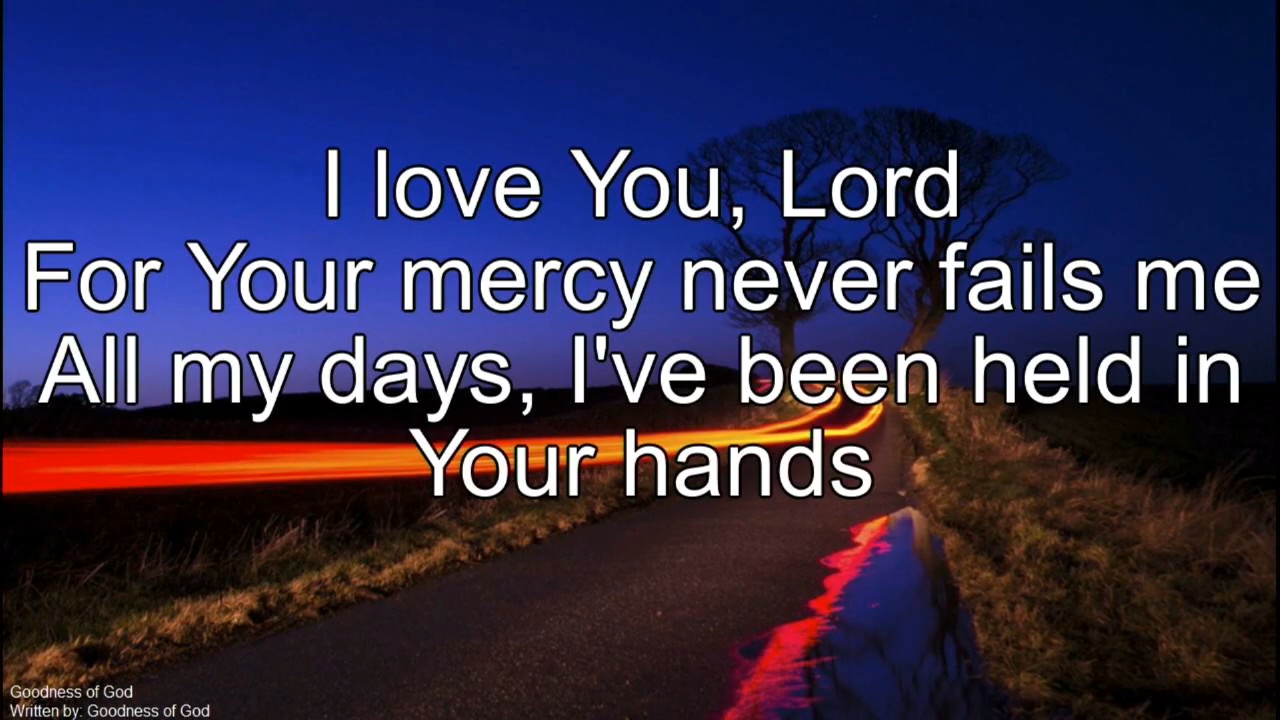 I love You, Lord
For Your mercy never fails me
All my days, I've been held in
Your hands
Goodness of God
Written by: Goodness of God